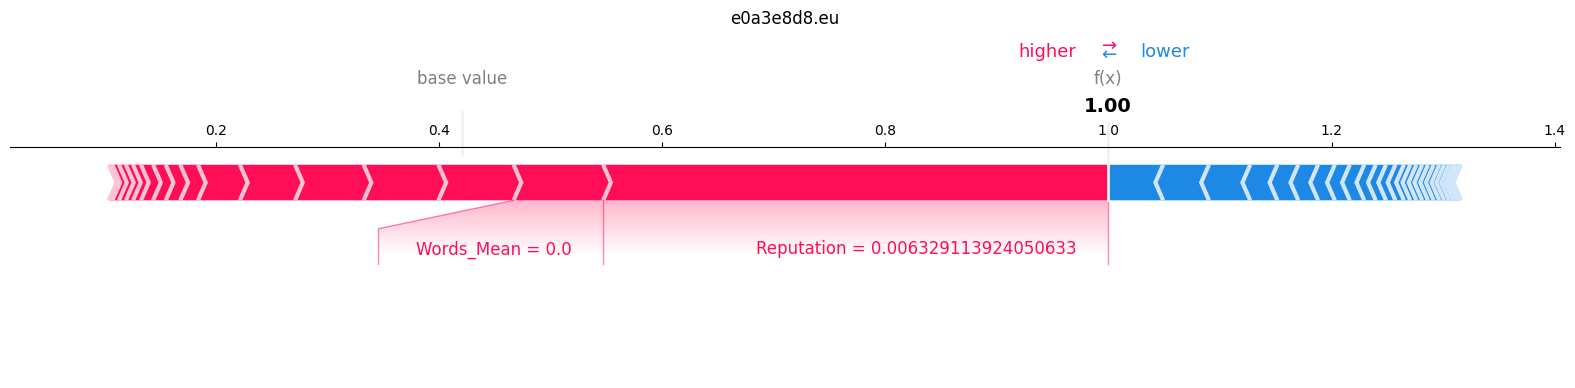 e0a3e8d8.eu
higher ⇄ lower
base value f(x)
1.00
0.2 0.4 0.6 0.8 1.0 1.2 1.4
Words_Mean = 0.0 Reputation = 0.006329113924050633